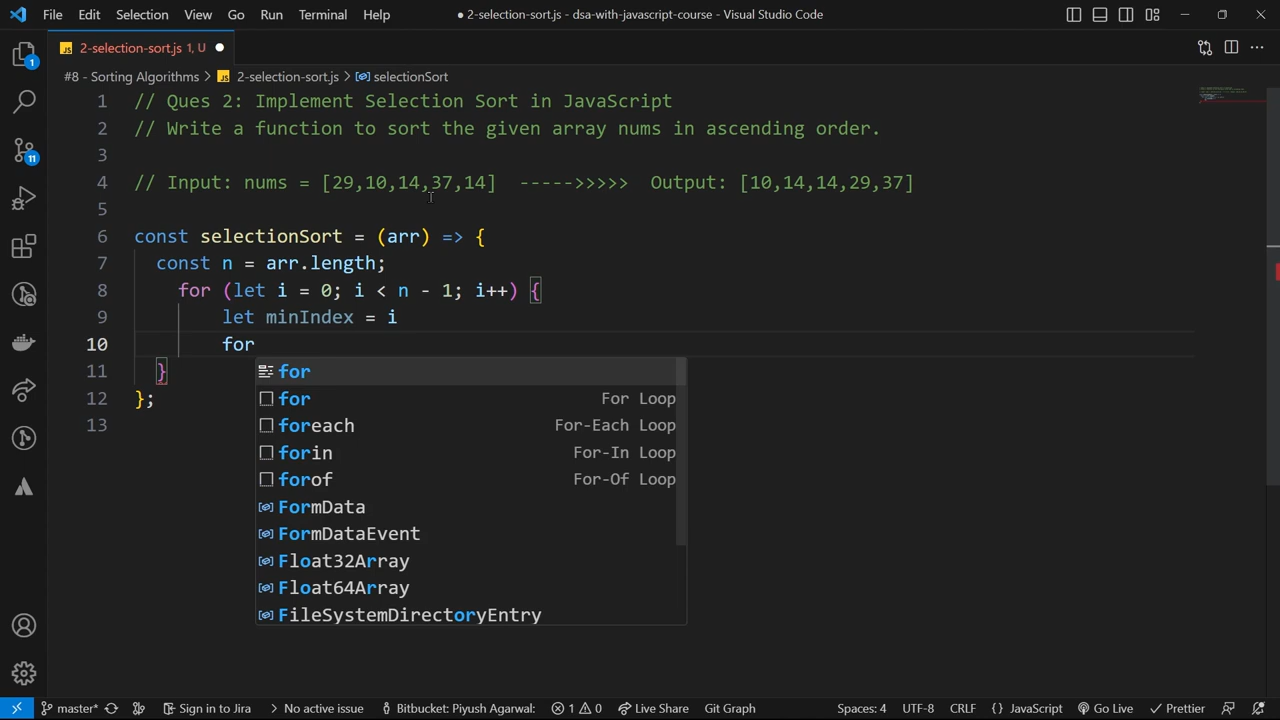 File Edit Selection View Go Run Terminal Help ● 2-selection-sort.js - dsa-with-javascript-course - Visual Studio Code
JS 2-selection-sort.js 1, U ●
#8 - Sorting Algorithms > JS 2-selection-sort.js > selectionSort
1 // Ques 2: Implement Selection Sort in JavaScript
2 // Write a function to sort the given array nums in ascending order.
3
4 // Input: nums = [29,10,14,37,14] ----->>>>> Output: [10,14,14,29,37]
5
6 const selectionSort = (arr) => {
7 const n = arr.length;
8 for (let i = 0; i < n - 1; i++) {
9 let minIndex = i
10 for
11 }
12 };
13
for
for For Loop
foreach For-Each Loop
forin For-In Loop
forof For-Of Loop
FormData
FormDataEvent
Float32Array
Float64Array
FileSystemDirectoryEntry
1
11
master* Sign in to Jira No active issue Bitbucket: Piyush Agarwal: 1 0 Live Share Git Graph Spaces: 4 UTF-8 CRLF {} JavaScript Go Live Prettier